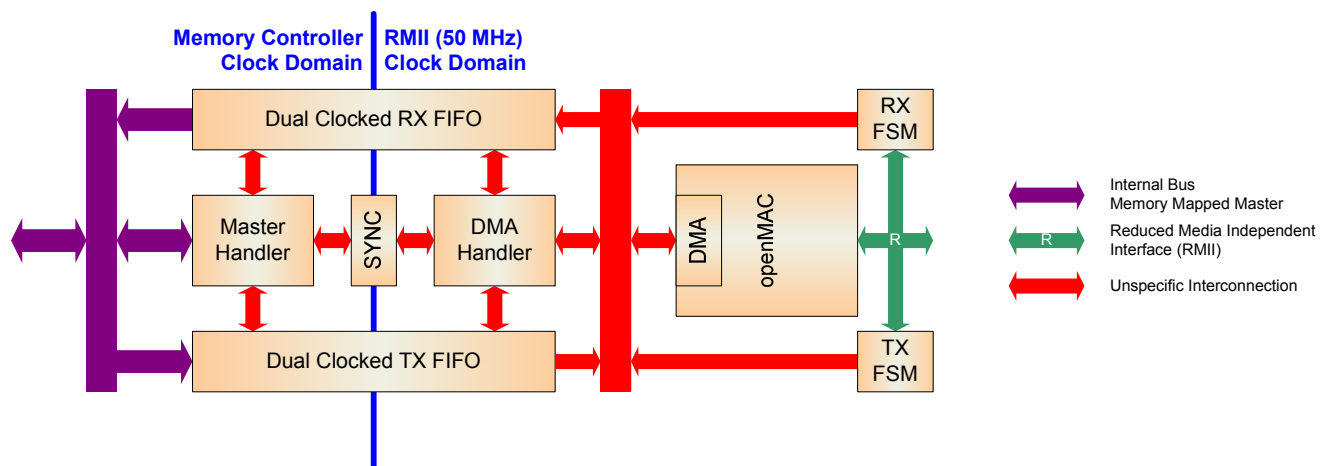 Memory Controller
Clock Domain
RMII (50 MHz)
Clock Domain
Dual Clocked RX FIFO
RX
FSM
Master
Handler
SYNC
DMA
Handler
DMA
openMAC
R
Dual Clocked TX FIFO
TX
FSM
Internal Bus
Memory Mapped Master
R
Reduced Media Independent
Interface (RMII)
Unspecific Interconnection